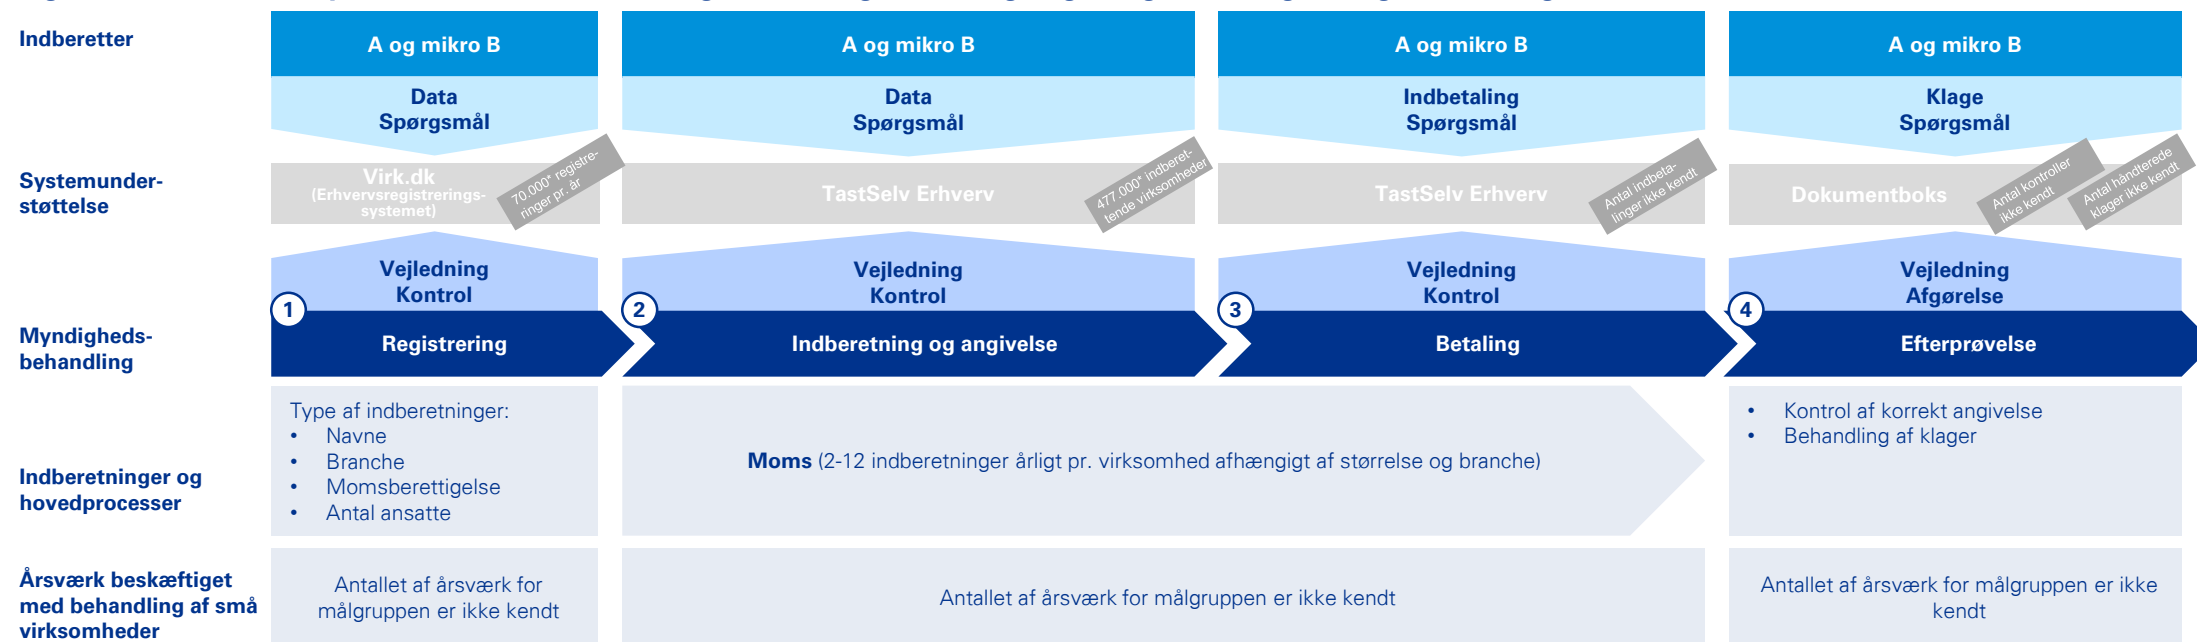 Indberetter
A og mikro B
A og mikro B
A og mikro B
A og mikro B
Data
Spørgsmål
Data
Spørgsmål
Indbetaling
Spørgsmål
Klage
Spørgsmål
Systemunder-
støttelse
Virk.dk
(Erhvervsregistrerings-
systemet)
70.000* registre-
ringer pr. år
TastSelv Erhverv
477.000* indberet-
tende virksomheder
TastSelv Erhverv
Antal indbeta-
linger ikke kendt
Dokumentboks
Antal kontroller
ikke kendt
Antal håndterede
klager ikke kendt
Vejledning
Kontrol
Vejledning
Kontrol
Vejledning
Kontrol
Vejledning
Afgørelse
Myndigheds-
behandling
1
Registrering
2
Indberetning og angivelse
3
Betaling
4
Efterprøvelse
Indberetninger og
hovedprocesser
Type af indberetninger:
• Navne
• Branche
• Momsberettigelse
• Antal ansatte
Moms (2-12 indberetninger årligt pr. virksomhed afhængigt af størrelse og branche)
• Kontrol af korrekt angivelse
• Behandling af klager
Årsværk beskæftiget
med behandling af små
virksomheder
Antallet af årsværk for
målgruppen er ikke kendt
Antallet af årsværk for målgruppen er ikke kendt
Antallet af årsværk for målgruppen er ikke
kendt